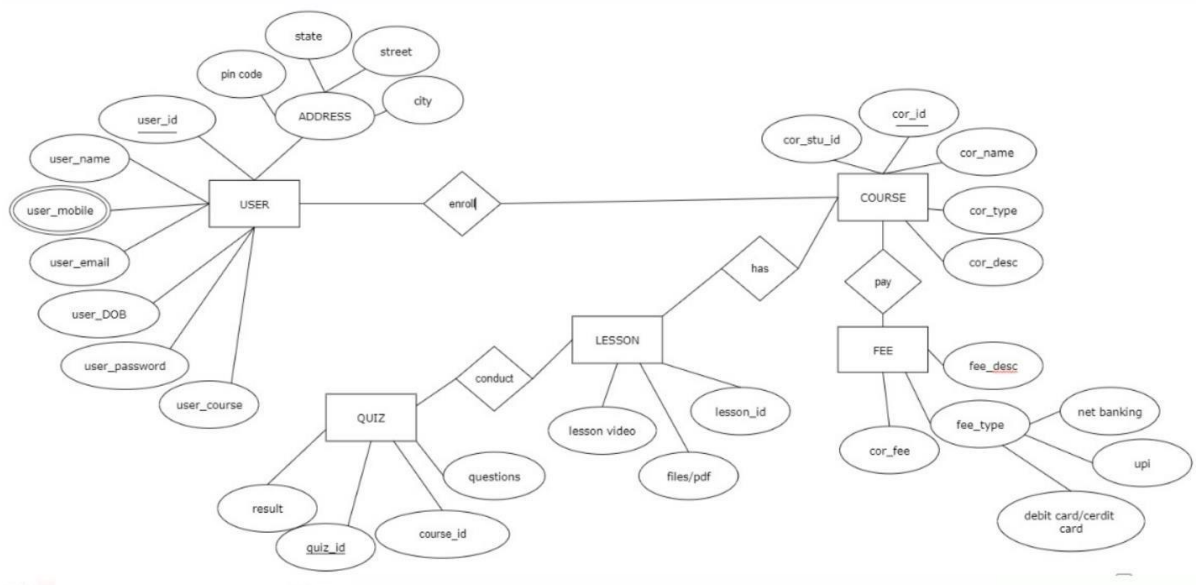 state
street
pin code
city
ADDRESS
user_id
user_name
user_mobile
user_email
user_DOB
user_password
user_course
USER
enroll
cor_stu_id
cor_id
cor_name
COURSE
cor_type
cor_desc
has
pay
LESSON
FEE
fee_desc
conduct
QUIZ
lesson video
lesson_id
files/pdf
cor_fee
fee_type
net banking
upi
debit card/cerdit
card
questions
result
quiz_id
course_id